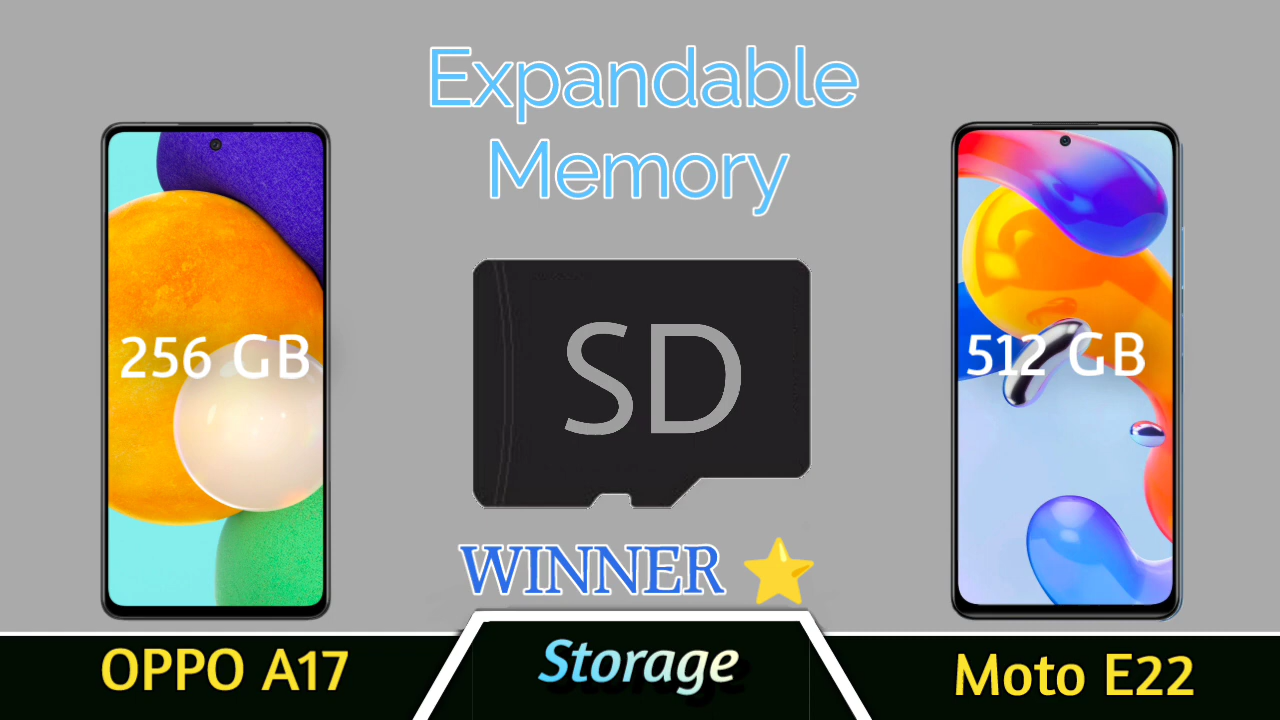 Expandable
Memory
256 GB
SD
512 GB
WINNER
OPPO A17
Storage
Moto E22